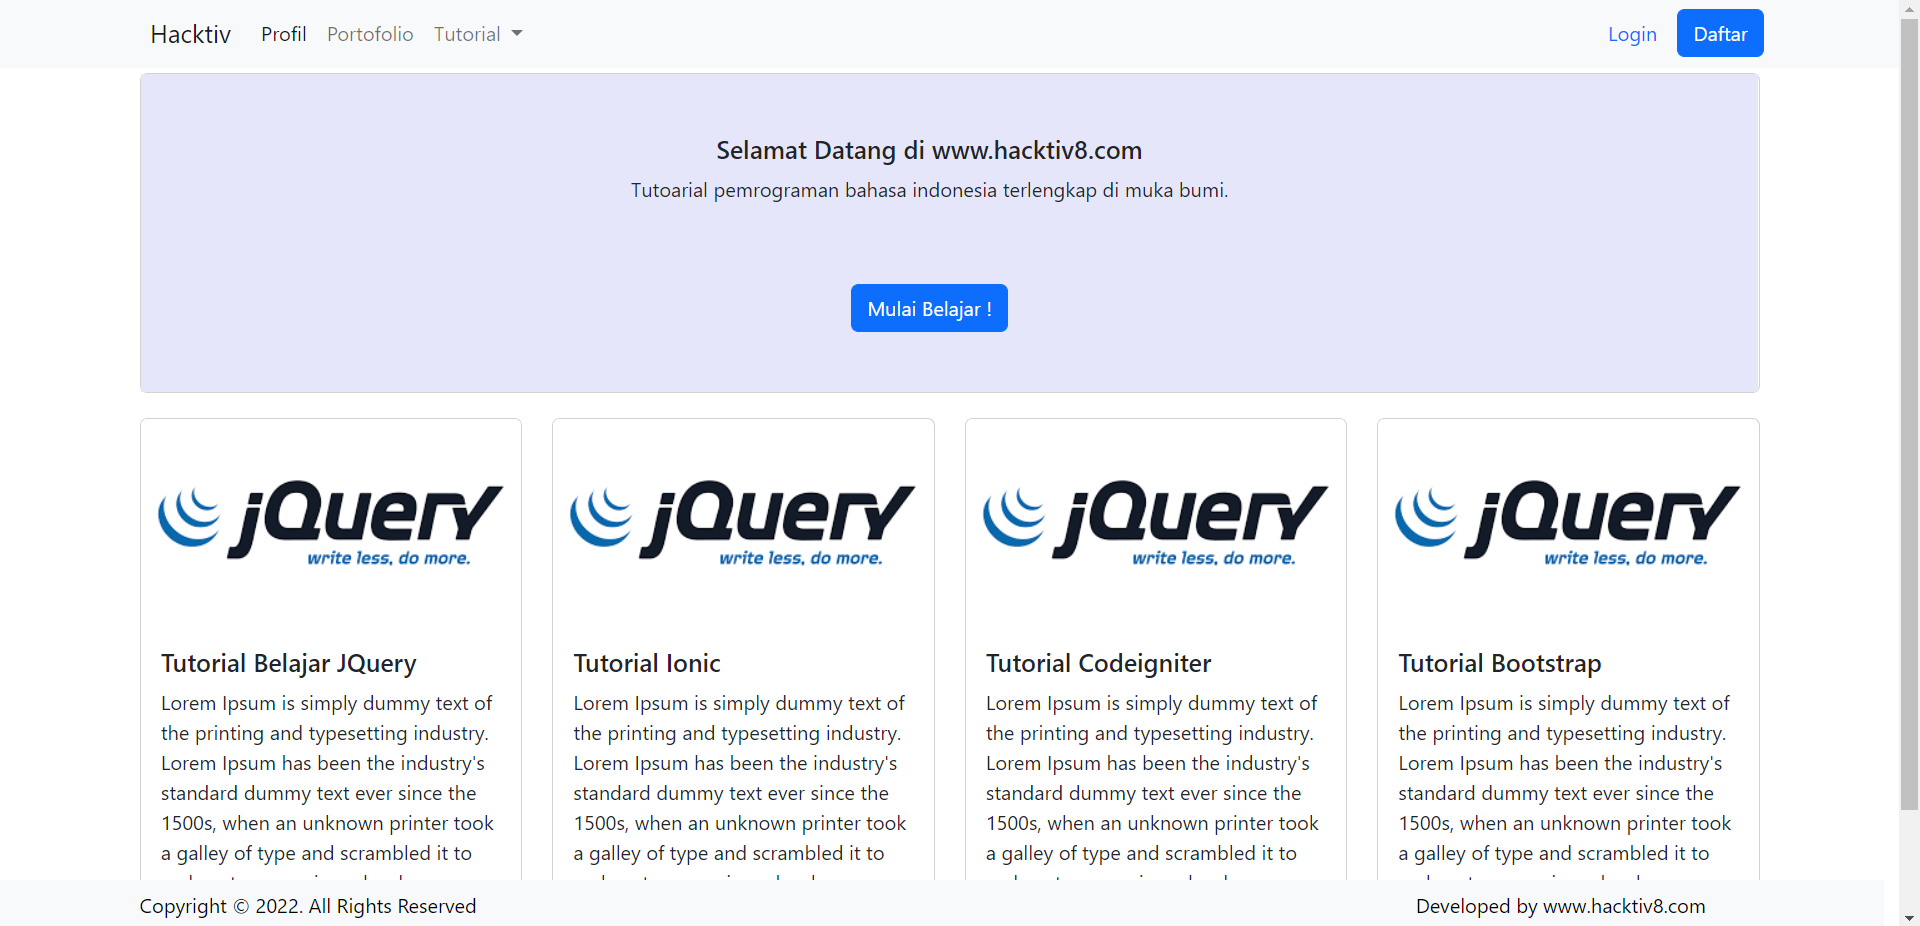 Hacktiv Profil Portofolio Tutorial Login Daftar
Selamat Datang di www.hacktiv8.com
Tutoarial pemrograman bahasa indonesia terlengkap di muka bumi.
Mulai Belajar !
jQuery
write less, do more.
Tutorial Belajar JQuery
Lorem Ipsum is simply dummy text of
the printing and typesetting industry.
Lorem Ipsum has been the industry's
standard dummy text ever since the
1500s, when an unknown printer took
a galley of type and scrambled it to
jQuery
write less, do more.
Tutorial Ionic
Lorem Ipsum is simply dummy text of
the printing and typesetting industry.
Lorem Ipsum has been the industry's
standard dummy text ever since the
1500s, when an unknown printer took
a galley of type and scrambled it to
jQuery
write less, do more.
Tutorial Codeigniter
Lorem Ipsum is simply dummy text of
the printing and typesetting industry.
Lorem Ipsum has been the industry's
standard dummy text ever since the
1500s, when an unknown printer took
a galley of type and scrambled it to
jQuery
write less, do more.
Tutorial Bootstrap
Lorem Ipsum is simply dummy text of
the printing and typesetting industry.
Lorem Ipsum has been the industry's
standard dummy text ever since the
1500s, when an unknown printer took
a galley of type and scrambled it to
Copyright © 2022. All Rights Reserved
Developed by www.hacktiv8.com